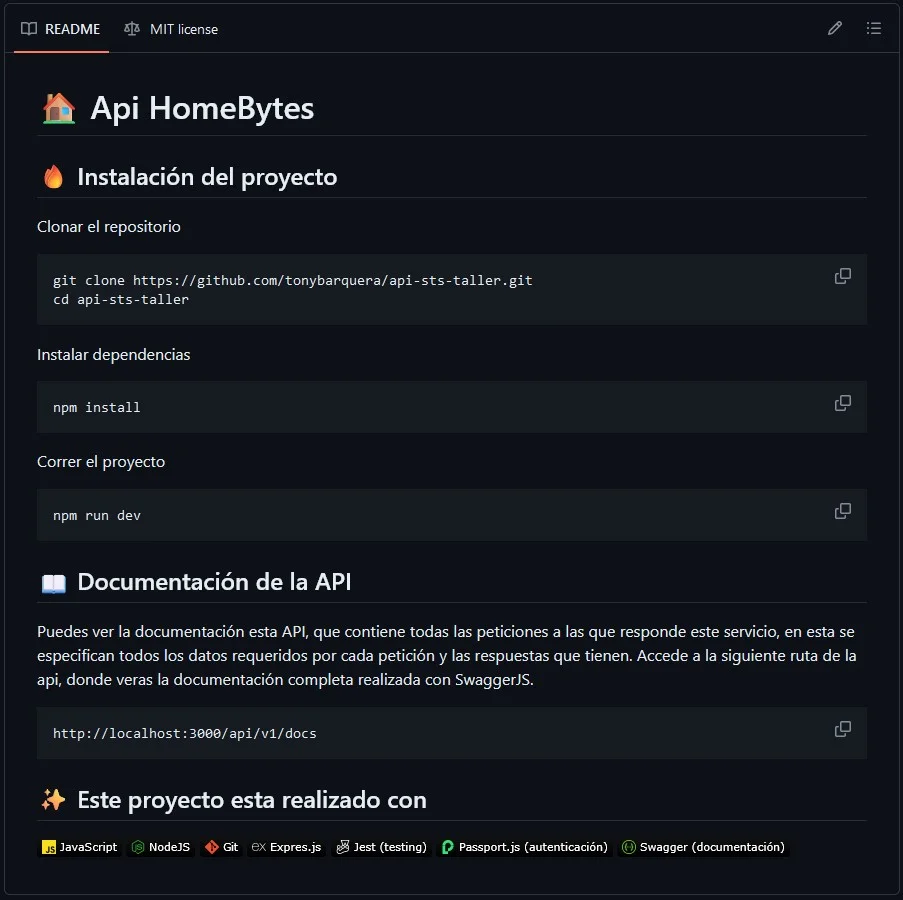 README MIT license
Api HomeBytes
Instalación del proyecto
Clonar el repositorio
git clone https://github.com/tonybarquera/api-sts-taller.git
cd api-sts-taller
Instalar dependencias
npm install
Correr el proyecto
npm run dev
Documentación de la API
Puedes ver la documentación esta API, que contiene todas las peticiones a las que responde este servicio, en esta se
especifican todos los datos requeridos por cada petición y las respuestas que tienen. Accede a la siguiente ruta de la
api, donde veras la documentación completa realizada con SwaggerJS.
http://localhost:3000/api/v1/docs
Este proyecto esta realizado con
JS JavaScript NodeJS Git ex Expres.js Jest (testing) Passport.js (autenticación) Swagger (documentación)